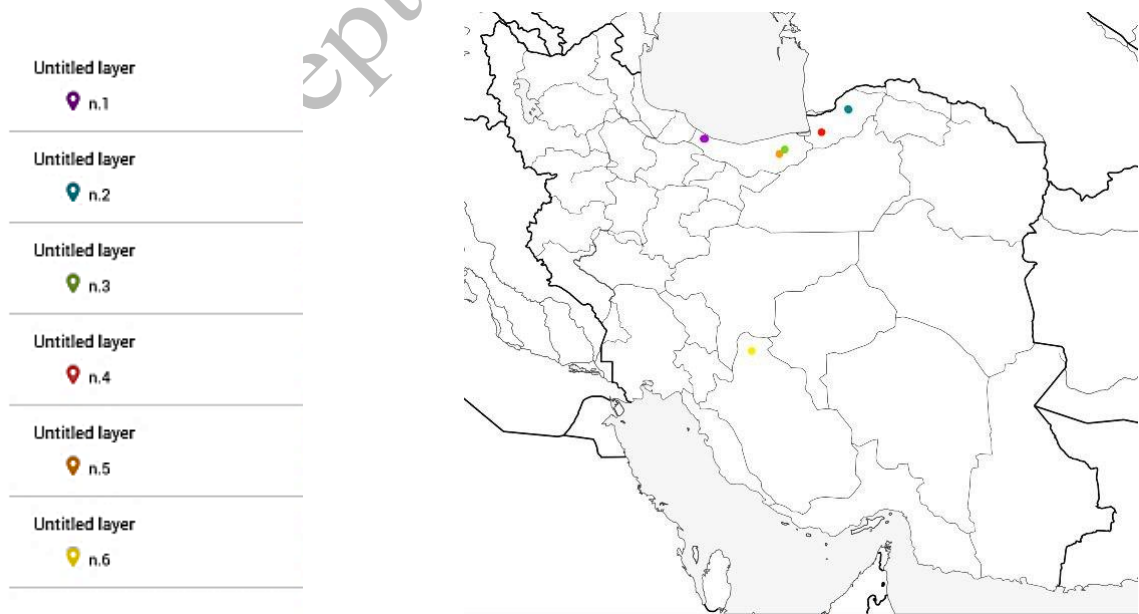 Untitled layer
n.1
Untitled layer
n.2
Untitled layer
n.3
Untitled layer
n.4
Untitled layer
n.5
Untitled layer
n.6